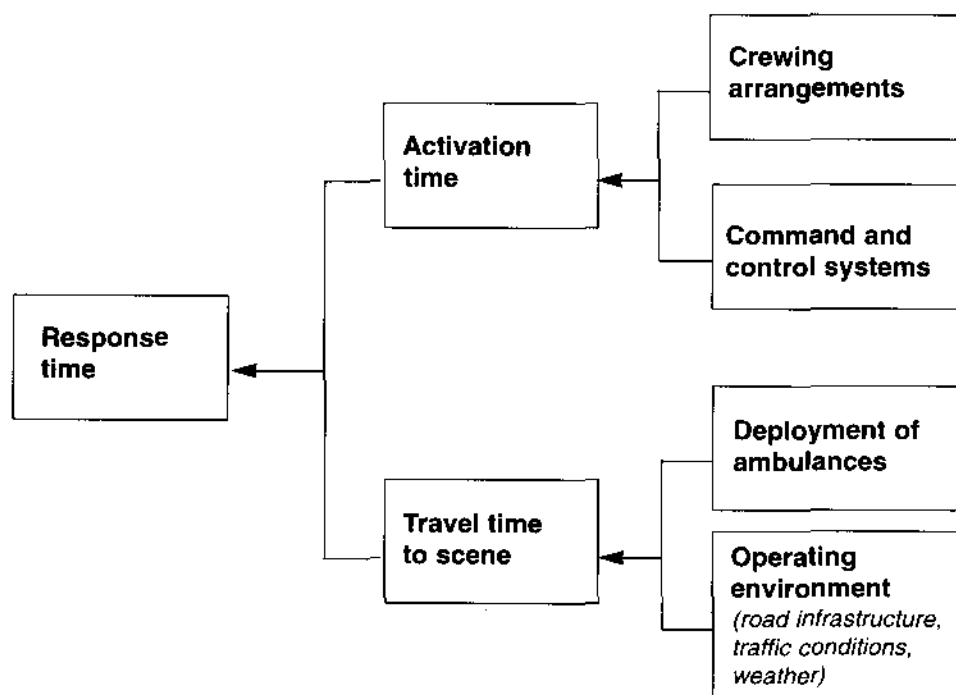 Crewing
arrangements
Activation
time
Command and
control systems
Response
time
Deployment of
ambulances
Travel time
to scene
Operating
environment
(road infrastructure,
traffic conditions,
weather)